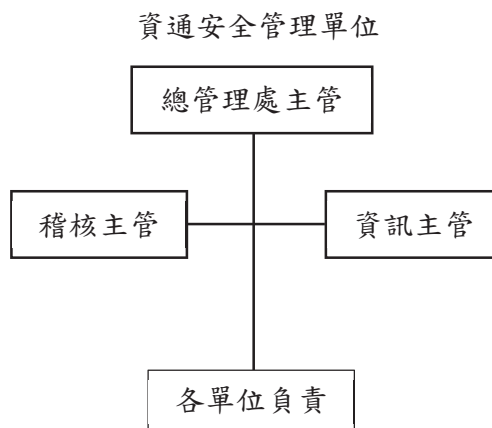 資通安全管理單位
總管理處主管
稽核主管
資訊主管
各單位負責